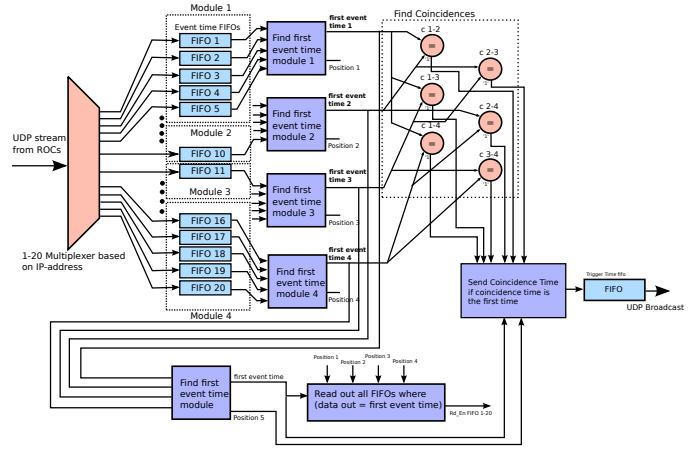 Module 1
Event time FIFOs
FIFO 1
FIFO 2
FIFO 3
FIFO 4
FIFO 5
Module 2
FIFO 10
FIFO 11
Module 3
FIFO 16
FIFO 17
FIFO 18
FIFO 19
FIFO 20
Module 4
UDP stream
from ROCs
1-20 Multiplexer based
on IP-address
Find first
event time
module 1
first event
time 1
Position 1
Find first
event time
module 2
first event
time 2
Position 2
Find first
event time
module 3
first event
time 3
Position 3
Find first
event time
module 4
first event
time 4
Position 4
Find Coincidences
c 1-2
=
'1'
c 2-3
=
'1'
c 1-3
=
'1'
c 2-4
=
'1'
c 1-4
=
'1'
c 3-4
=
'1'
Send Coincidence Time
if coincidence time is
the first time
Trigger Time fifo
FIFO
UDP Broadcast
Find first
event time
module
first event time
Position 5
Position 1
Position 2
Position 3
Position 4
Read out all FIFOs where
(data out = first event time)
Rd_En FIFO 1-20